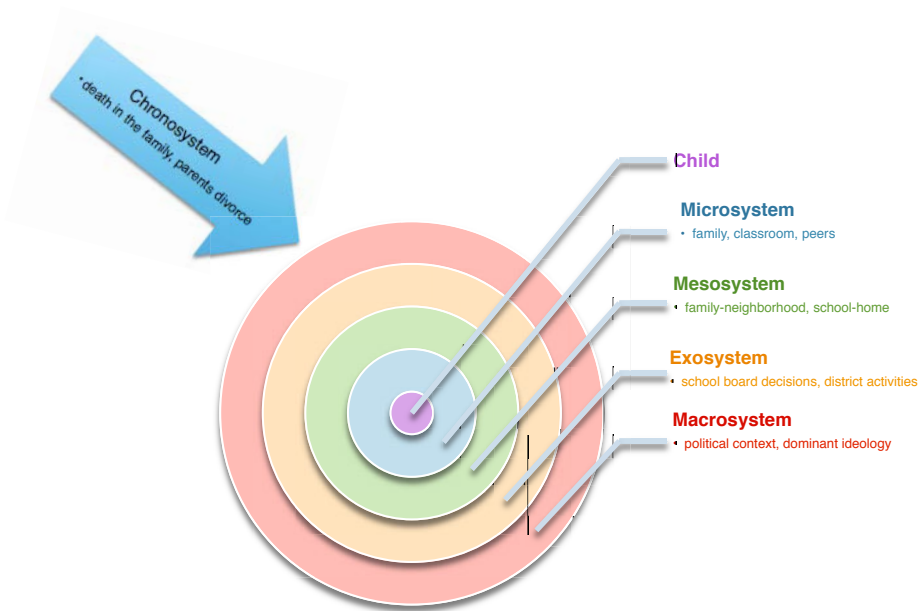 Chronosystem
• death in the family, parents divorce
Child
Microsystem
• family, classroom, peers
Mesosystem
• family-neighborhood, school-home
Exosystem
• school board decisions, district activities
Macrosystem
• political context, dominant ideology